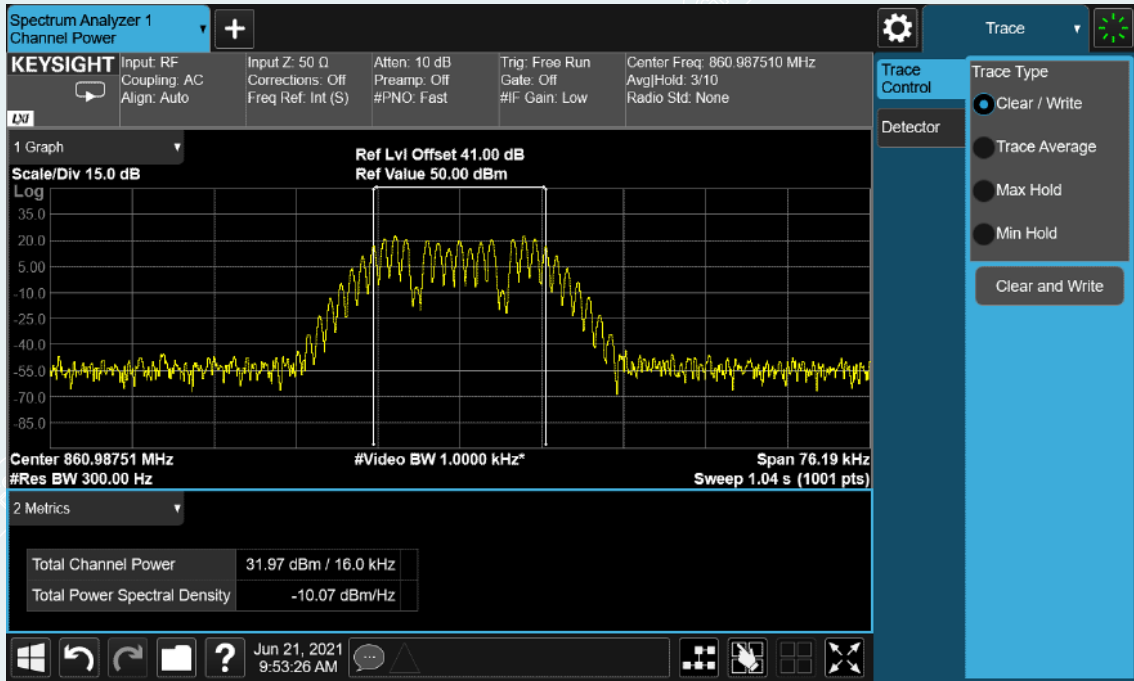 Spectrum Analyzer 1
Channel Power
+
Trace
KEYSIGHT
LXI
Input: RF
Coupling: AC
Align: Auto
Input Z: 50 Ω
Corrections: Off
Freq Ref: Int (S)
Atten: 10 dB
Preamp: Off
#PNO: Fast
Trig: Free Run
Gate: Off
#IF Gain: Low
Center Freq: 860.987510 MHz
Avg|Hold: 3/10
Radio Std: None
Trace
Control
Detector
Trace Type
Clear / Write
Trace Average
Max Hold
Min Hold
Clear and Write
1 Graph
Scale/Div 15.0 dB
Ref Lvl Offset 41.00 dB
Ref Value 50.00 dBm
Log
35.0
20.0
5.00
-10.0
-25.0
-40.0
-55.0
-70.0
-85.0
Center 860.98751 MHz
#Video BW 1.0000 kHz*
Span 76.19 kHz
#Res BW 300.00 Hz
Sweep 1.04 s (1001 pts)
2 Metrics
Total Channel Power 31.97 dBm / 16.0 kHz
Total Power Spectral Density -10.07 dBm/Hz
?
Jun 21, 2021
9:53:26 AM